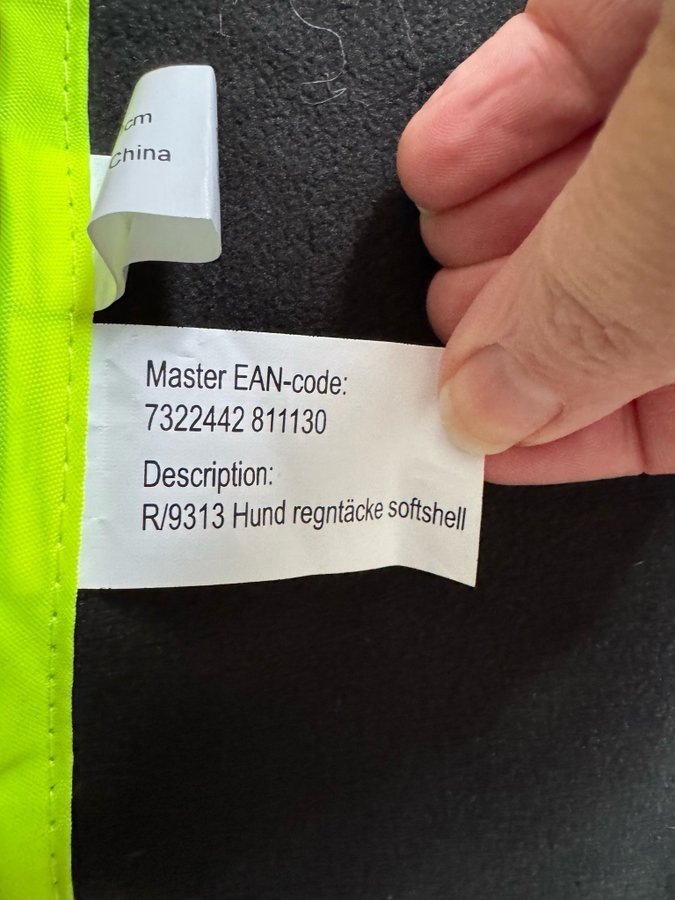 cm
China
Master EAN-code:
7322442 811130
Description:
R/9313 Hund regntäcke softshell